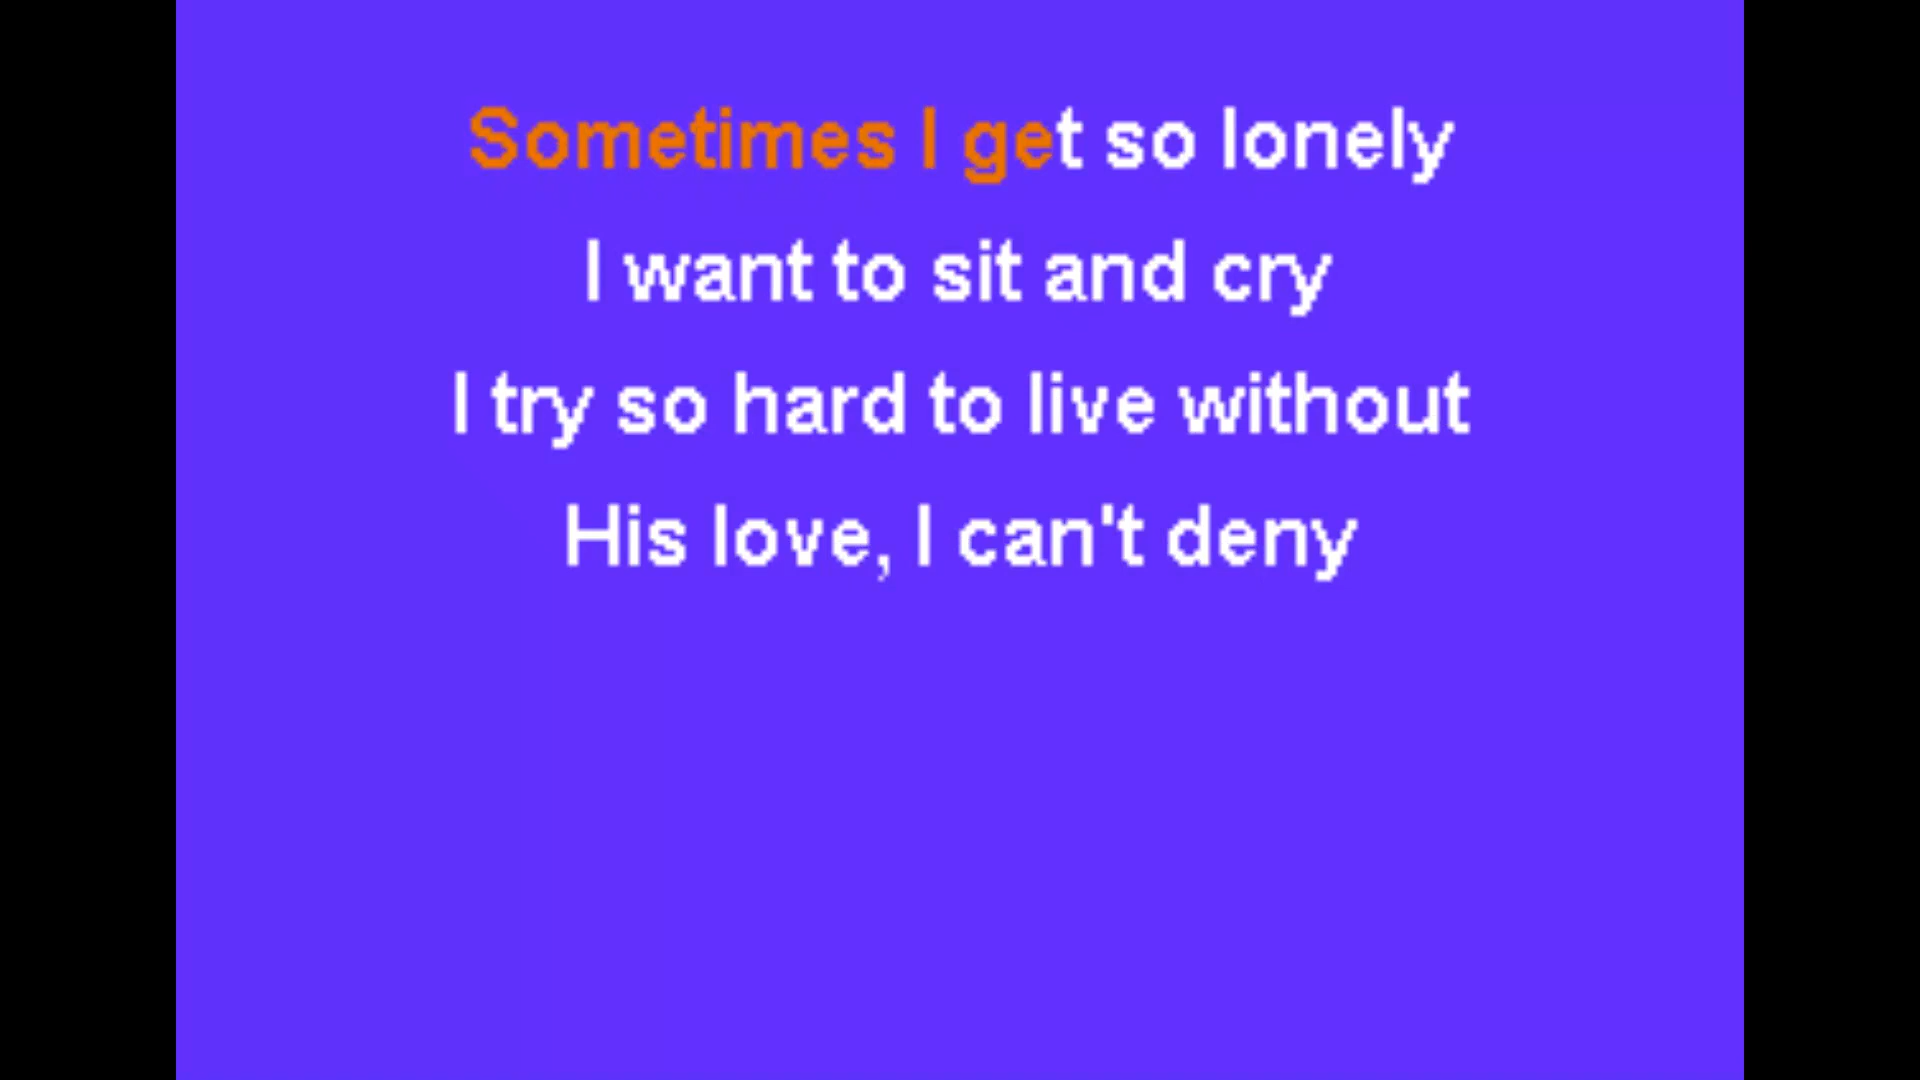 Sometimes I get so lonely
I want to sit and cry
I try so hard to live without
His love, I can't deny